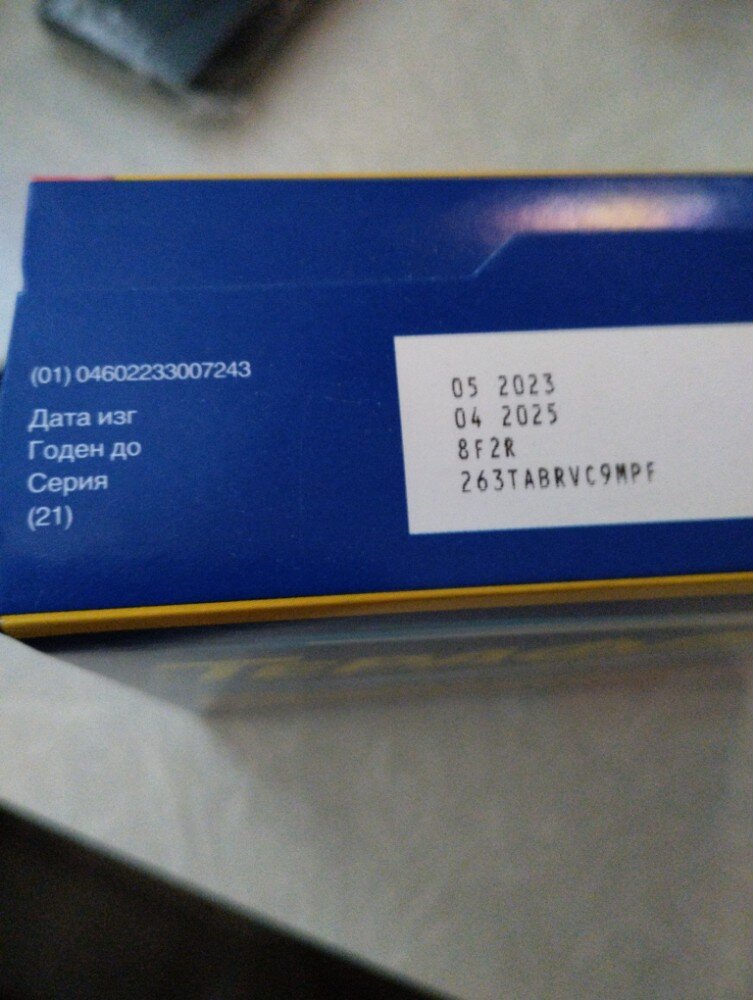 (01) 04602233007243
Дата изг 05 2023
Годен до 04 2025
Серия 8F2R
(21) 263TABRVC9MPF